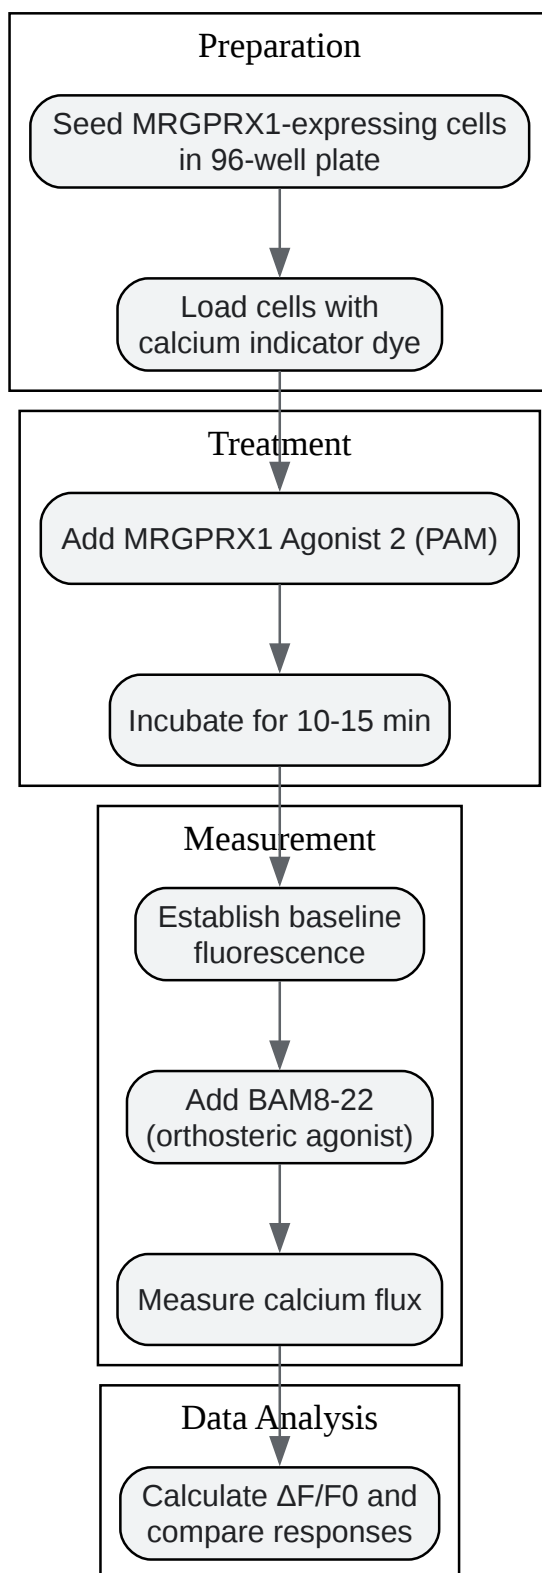 Preparation
Seed MRGPRX1-expressing cells
in 96-well plate
Load cells with
calcium indicator dye
Treatment
Add MRGPRX1 Agonist 2 (PAM)
Incubate for 10-15 min
Measurement
Establish baseline
fluorescence
Add BAM8-22
(orthosteric agonist)
Measure calcium flux
Data Analysis
Calculate ΔF/F0 and
compare responses